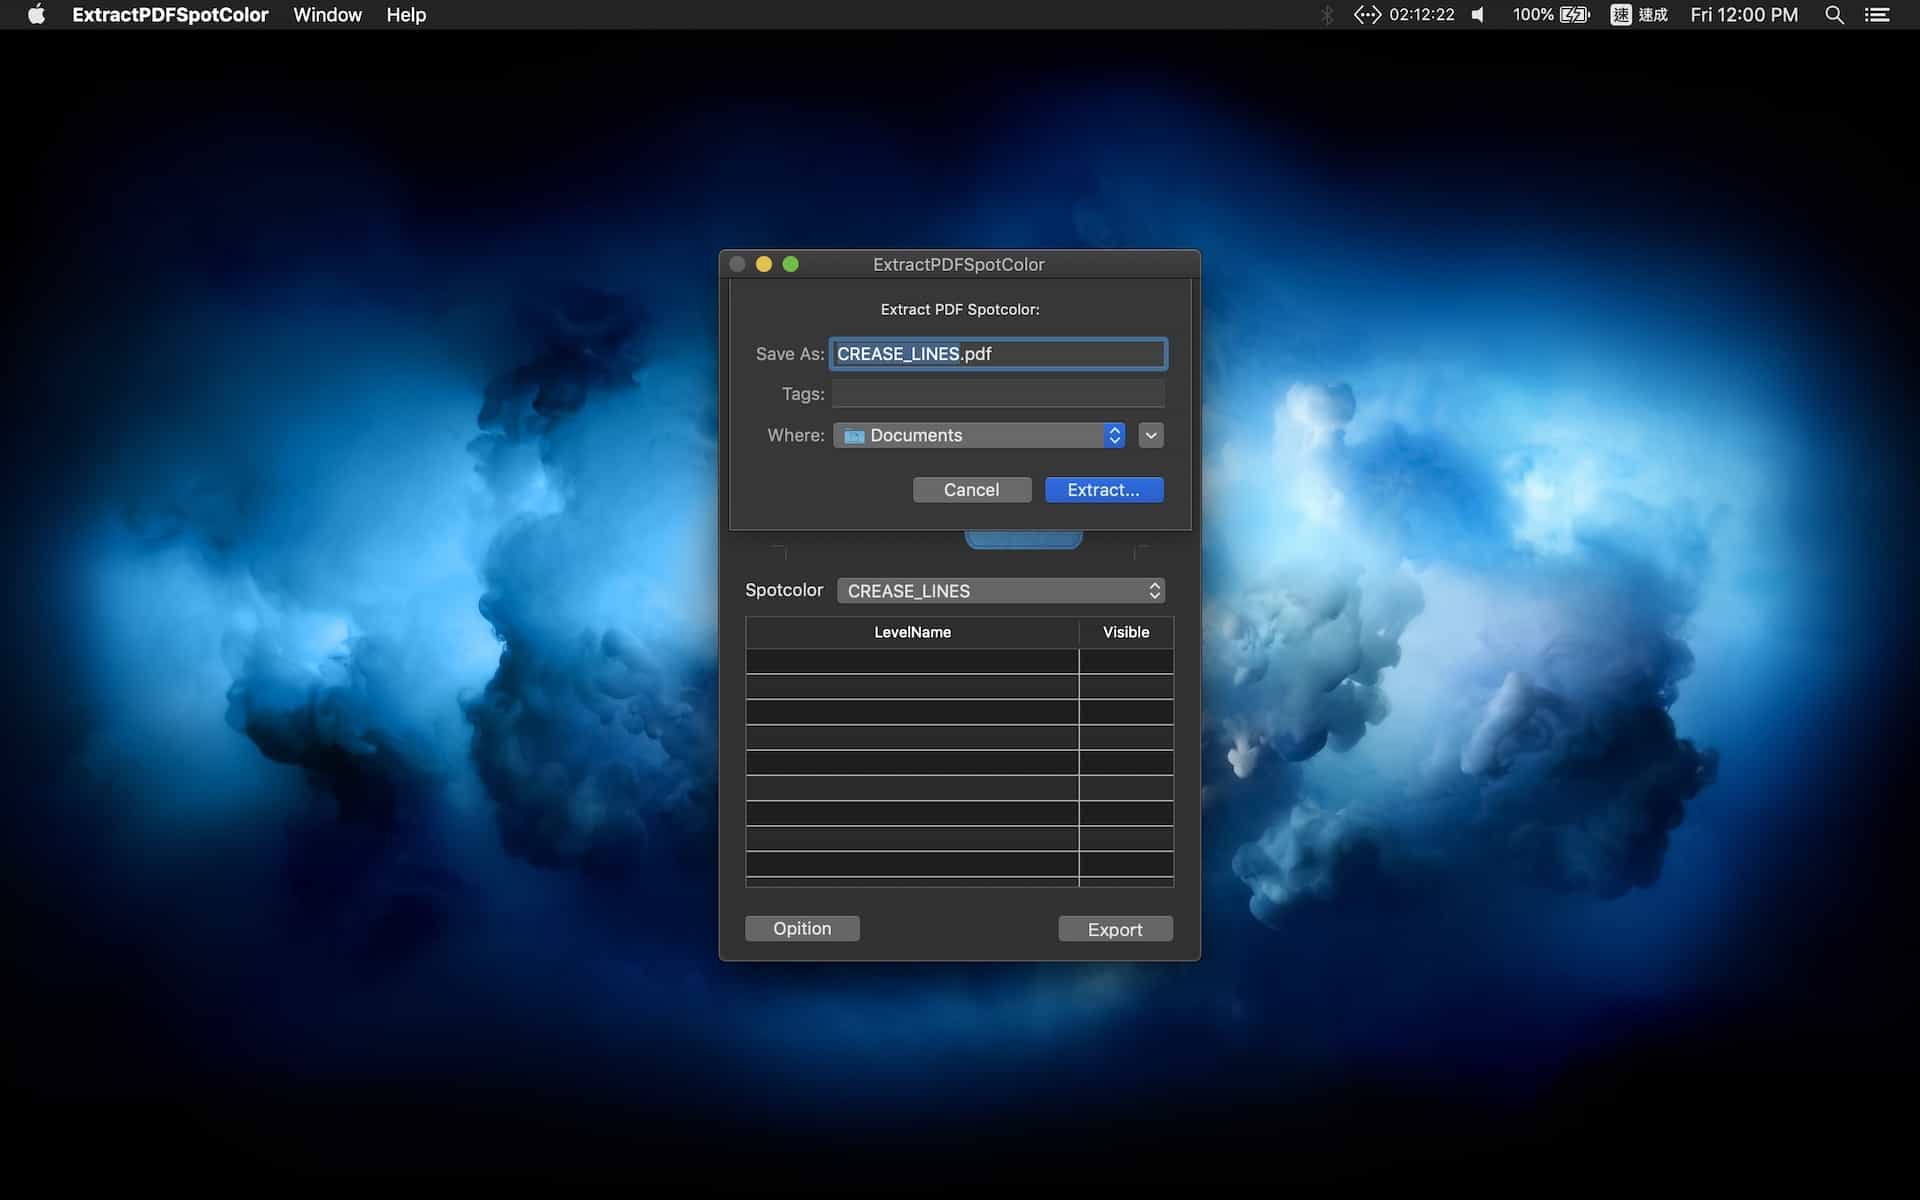 ExtractPDFSpotColor Window Help 02:12:22 100% 速 速成 Fri 12:00 PM
ExtractPDFSpotColor
Extract PDF Spotcolor:
Save As: CREASE_LINES.pdf
Tags:
Where: Documents
Cancel Extract...
Spotcolor CREASE_LINES
LevelName Visible
Opition Export